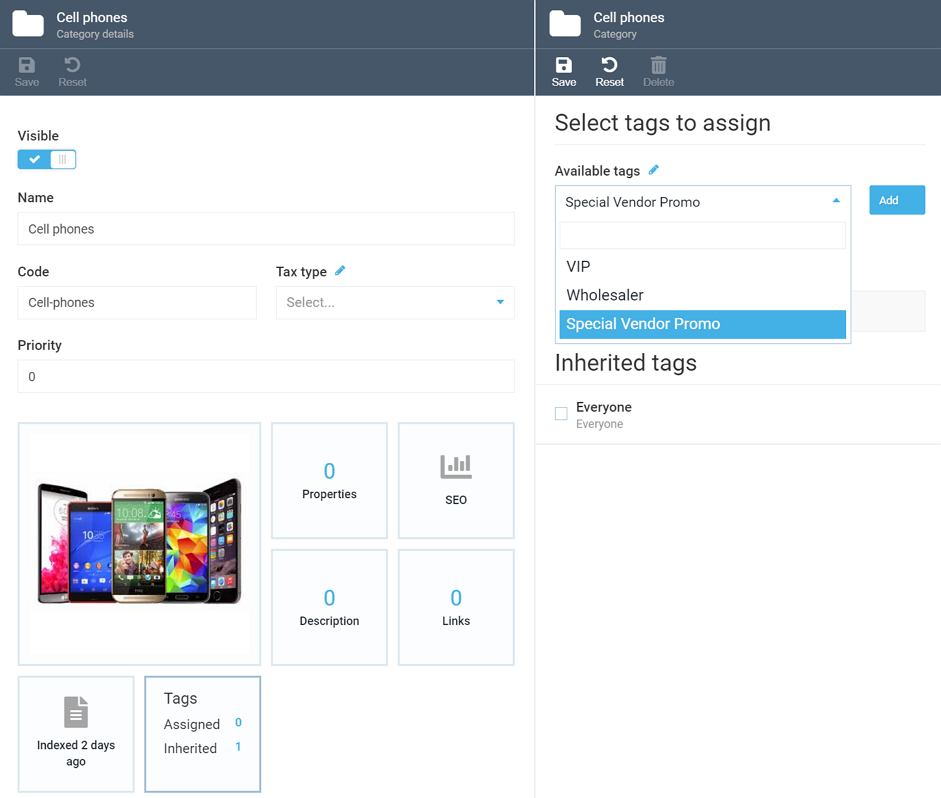 Cell phones
Category details
Save
Reset
Visible
Name
Cell phones
Code
Tax type
Cell-phones
Select...
Priority
0
0
Properties
SEO
0
Description
0
Links
Indexed 2 days
ago
Tags
Assigned 0
Inherited 1
Cell phones
Category
Save
Reset
Delete
Select tags to assign
Available tags
Special Vendor Promo
Add
VIP
Wholesaler
Special Vendor Promo
Inherited tags
Everyone
Everyone